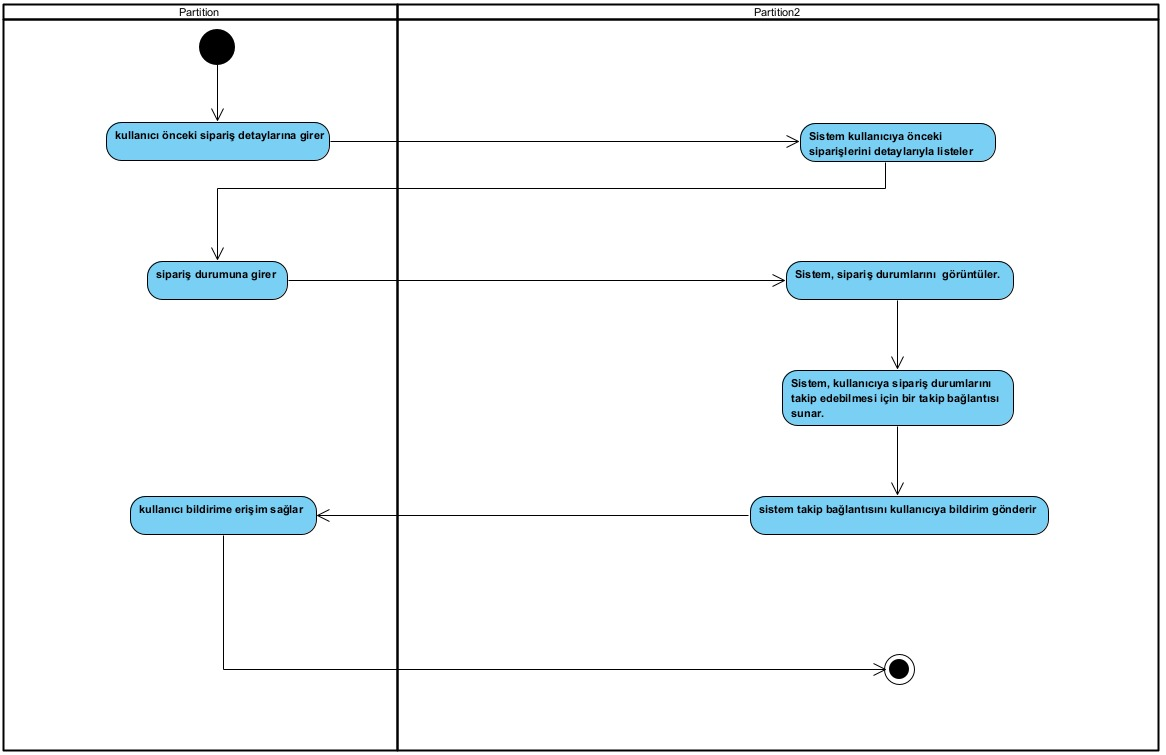 Partition
Partition2
kullanıcı önceki sipariş detaylarına girer
Sistem kullanıcıya önceki
siparişlerini detaylarıyla listeler
sipariş durumuna girer
Sistem, sipariş durumlarını  görüntüler.
Sistem, kullanıcıya sipariş durumlarını
takip edebilmesi için bir takip bağlantısı
sunar.
kullanıcı bildirime erişim sağlar
sistem takip bağlantısını kullanıcıya bildirim gönderir